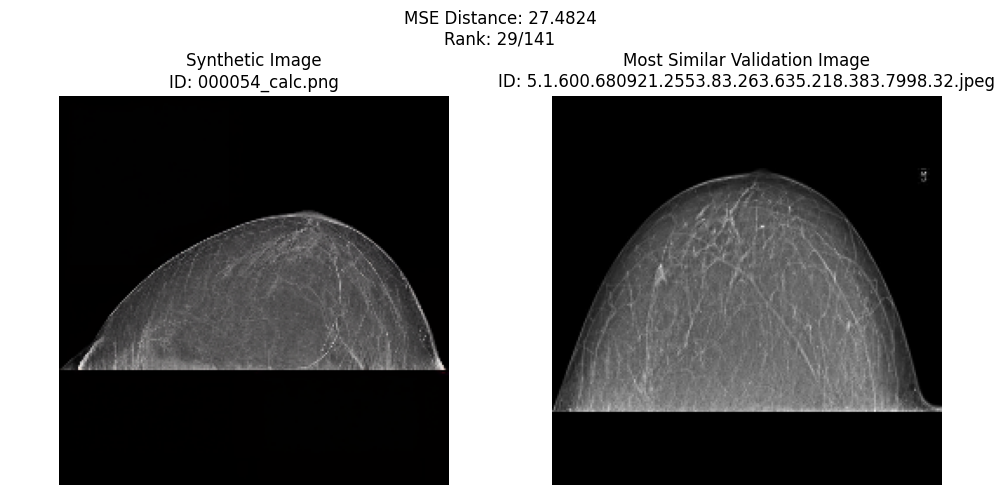 MSE Distance: 27.4824
Rank: 29/141
Synthetic Image
ID: 000054_calc.png
Most Similar Validation Image
ID: 5.1.600.680921.2553.83.263.635.218.383.7998.32.jpeg